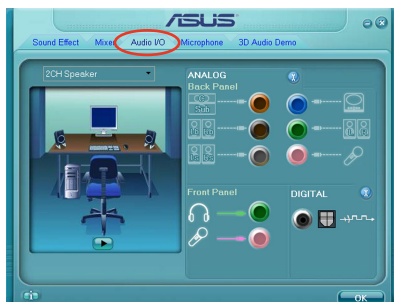 ASUS
Sound Effect Mixer Audio I/O Microphone 3D Audio Demo
2CH Speaker
ANALOG
Back Panel
Sub
Front Panel
DIGITAL
OK